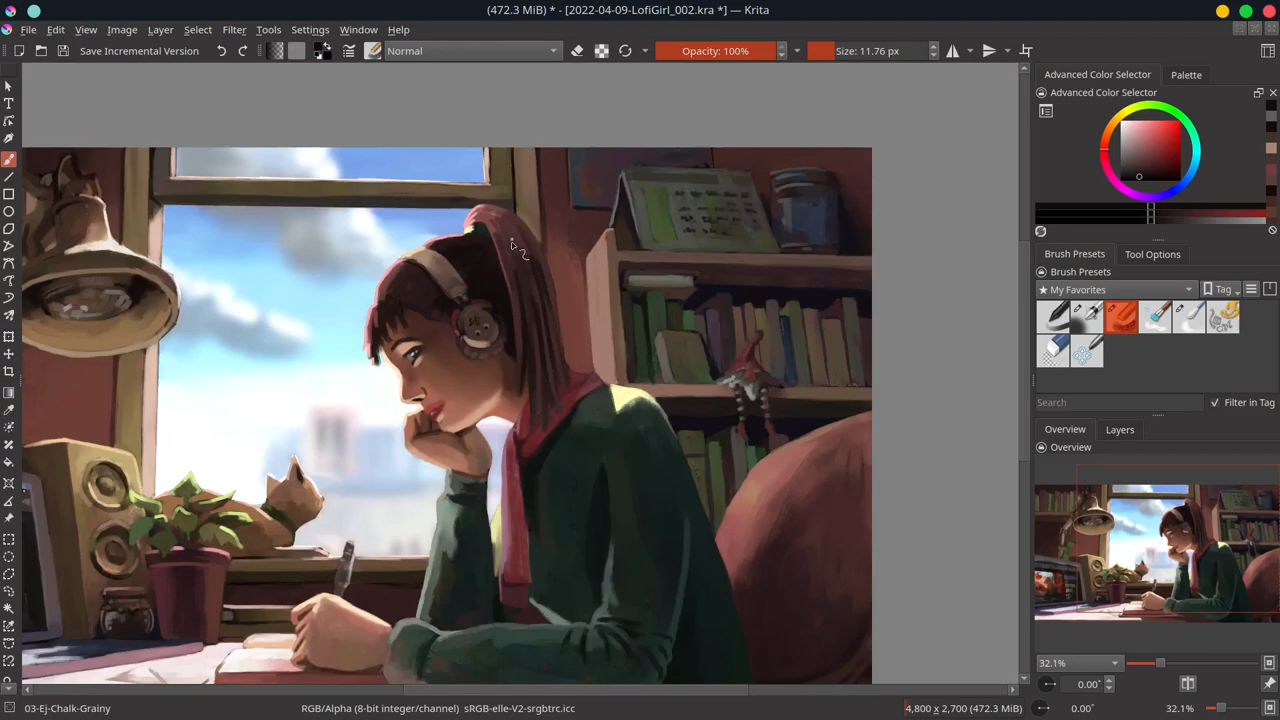 (472.3 MiB) * - [2022-04-09-LofiGirl_002.kra *] — Krita
File Edit View Image Layer Select Filter Tools Settings Window Help
Save Incremental Version Normal Opacity: 100% Size: 11.76 px
Advanced Color Selector Palette
Advanced Color Selector
Brush Presets Tool Options
Brush Presets
My Favorites Tag
Search Filter in Tag
Overview Layers
Overview
32.1%
0.00°
03-Ej-Chalk-Grainy RGB/Alpha (8-bit integer/channel) sRGB-elle-V2-srgbtrc.icc 4,800 x 2,700 (472.3 MiB) 0.00° 32.1%